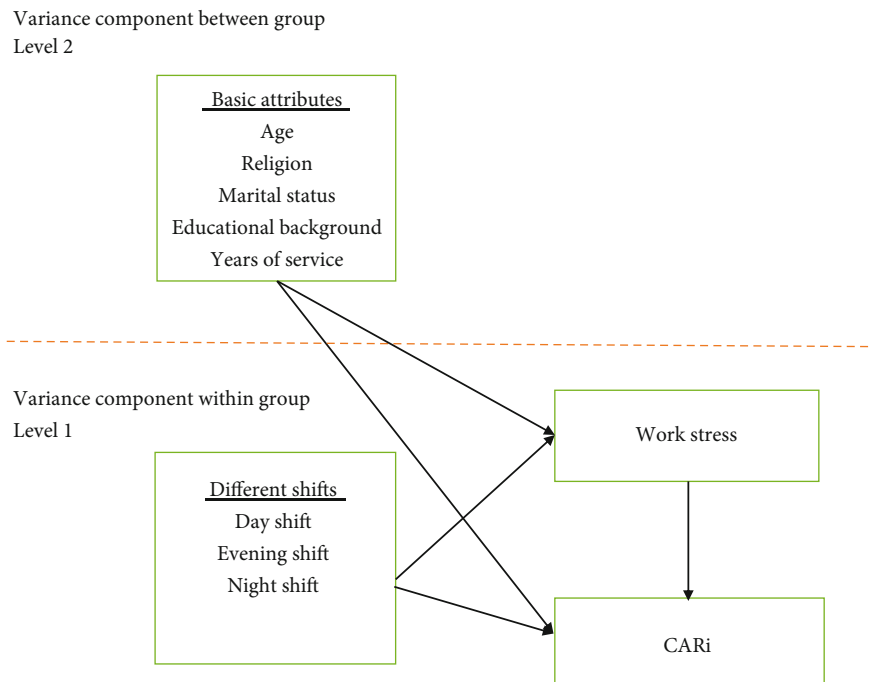 Variance component between group
Level 2
Basic attributes
Age
Religion
Marital status
Educational background
Years of service
Variance component within group
Level 1
Different shifts
Day shift
Evening shift
Night shift
Work stress
CARi